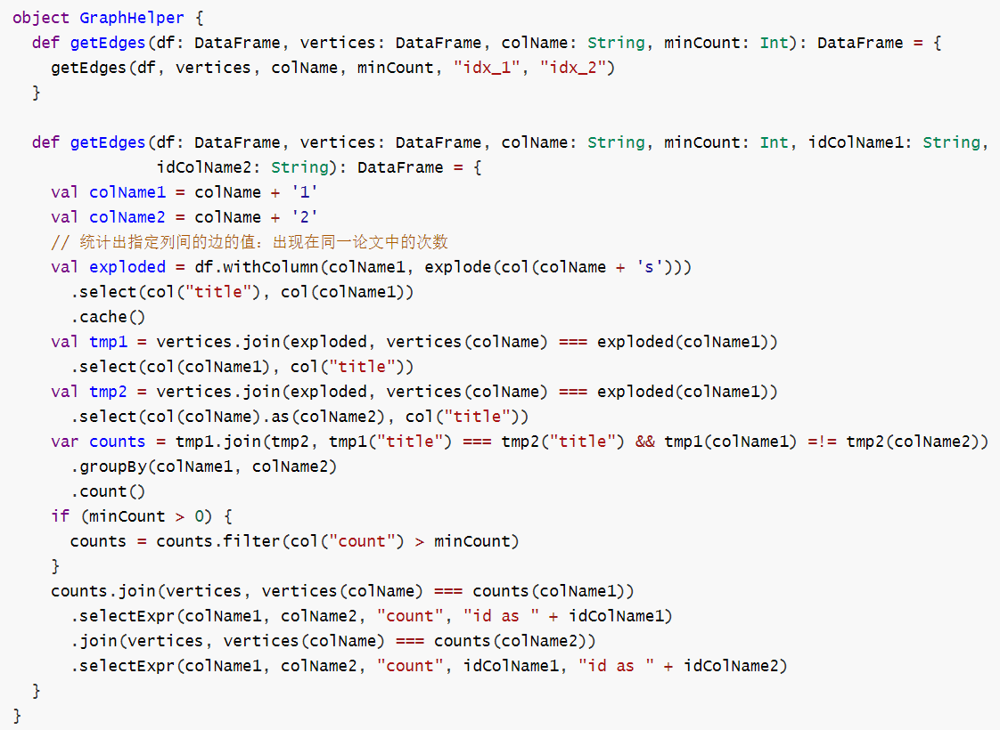 object GraphHelper {
  def getEdges(df: DataFrame, vertices: DataFrame, colName: String, minCount: Int): DataFrame = {
    getEdges(df, vertices, colName, minCount, "idx_1", "idx_2")
  }

  def getEdges(df: DataFrame, vertices: DataFrame, colName: String, minCount: Int, idColName1: String,
               idColName2: String): DataFrame = {
    val colName1 = colName + '1'
    val colName2 = colName + '2'
    // 统计出指定列间的边的值：出现在同一论文中的次数
    val exploded = df.withColumn(colName1, explode(col(colName + 's')))
      .select(col("title"), col(colName1))
      .cache()
    val tmp1 = vertices.join(exploded, vertices(colName) === exploded(colName1))
      .select(col(colName1), col("title"))
    val tmp2 = vertices.join(exploded, vertices(colName) === exploded(colName1))
      .select(col(colName).as(colName2), col("title"))
    var counts = tmp1.join(tmp2, tmp1("title") === tmp2("title") && tmp1(colName1) =!= tmp2(colName2))
      .groupBy(colName1, colName2)
      .count()
    if (minCount > 0) {
      counts = counts.filter(col("count") > minCount)
    }
    counts.join(vertices, vertices(colName) === counts(colName1))
      .selectExpr(colName1, colName2, "count", "id as " + idColName1)
      .join(vertices, vertices(colName) === counts(colName2))
      .selectExpr(colName1, colName2, "count", idColName1, "id as " + idColName2)
  }
}